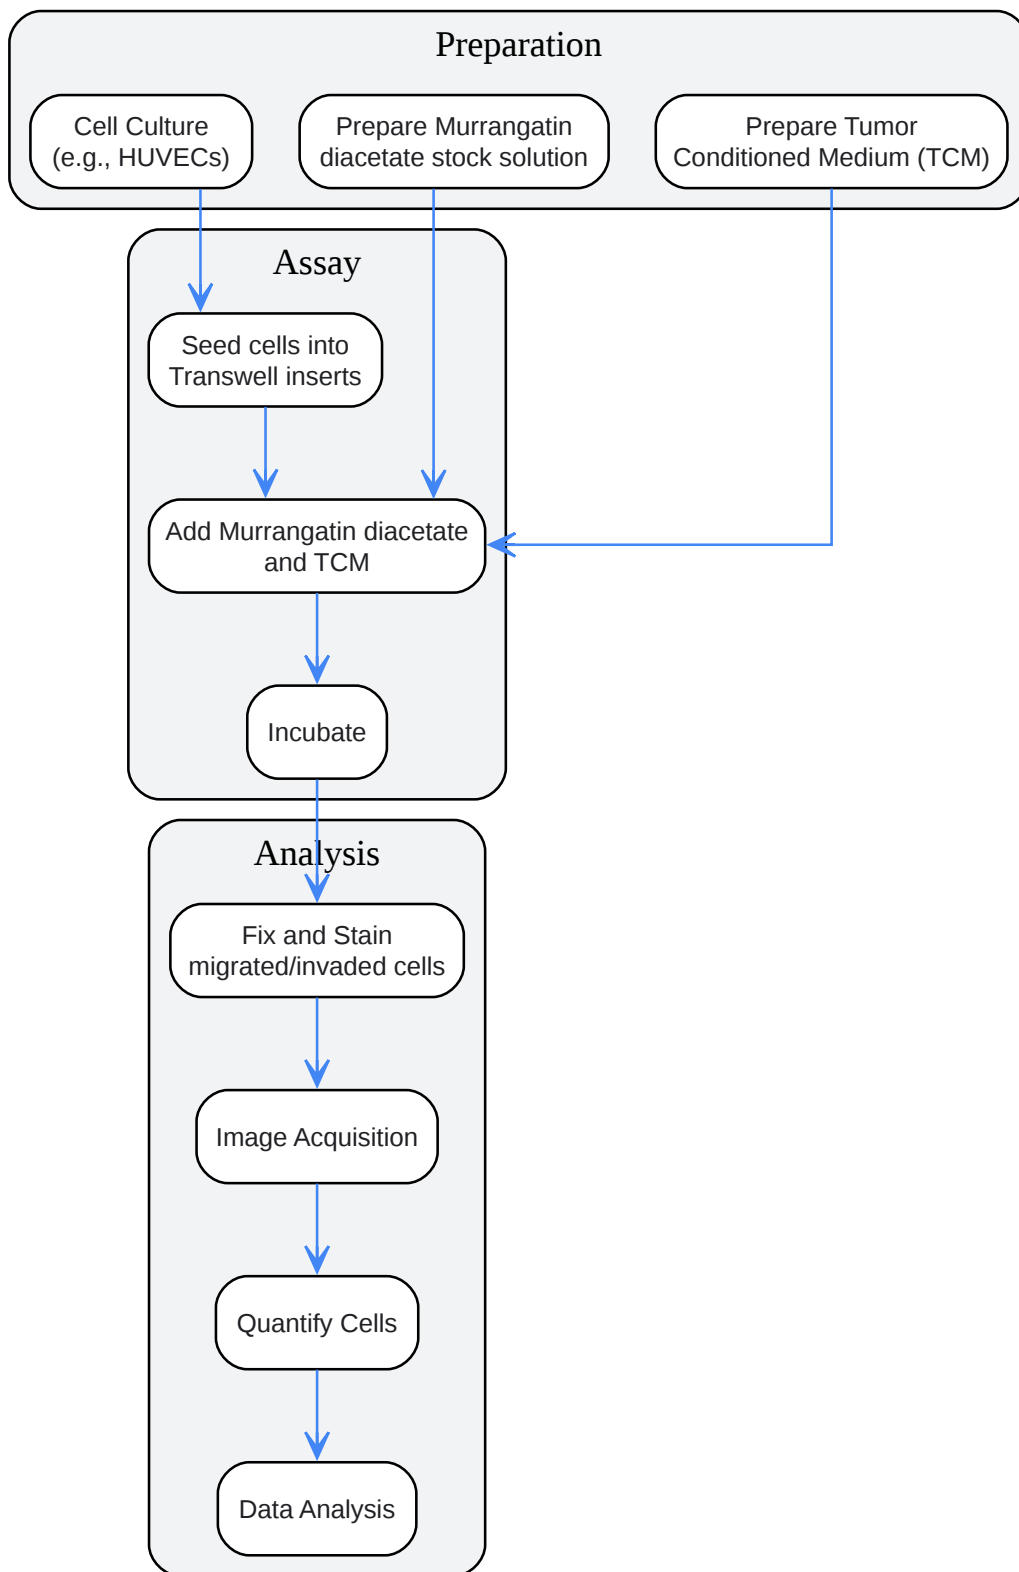 Preparation
Cell Culture
(e.g., HUVECs)
Prepare Murrangatin
diacetate stock solution
Prepare Tumor
Conditioned Medium (TCM)
Assay
Seed cells into
Transwell inserts
Add Murrangatin diacetate
and TCM
Incubate
Analysis
Fix and Stain
migrated/invaded cells
Image Acquisition
Quantify Cells
Data Analysis